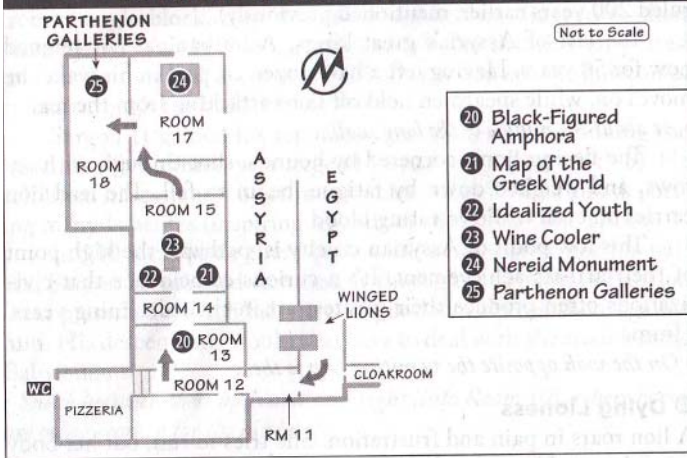 PARTHENON
GALLERIES
Not to Scale
25
24
ROOM
17
ROOM
18
ROOM 15
ASSYRIA
EGYPT
23
22
21
ROOM 14
WINGED
LIONS
20 ROOM
13
ROOM 12
CLOAKROOM
WC
PIZZERIA
RM 11
20 Black-Figured
Amphora
21 Map of the
Greek World
22 Idealized Youth
23 Wine Cooler
24 Nereid Monument
25 Parthenon Galleries